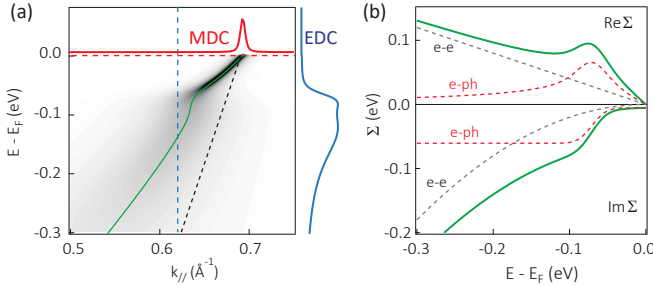 (a)
MDC
EDC
0.0
-0.1
-0.2
-0.3
E - E_F (eV)
0.5
0.6
0.7
k_// (Å^-1)
(b)
0.1
0.0
-0.1
-0.2
Σ (eV)
ReΣ
e-e
e-ph
e-ph
e-e
ImΣ
-0.3
-0.2
-0.1
0.0
E - E_F (eV)